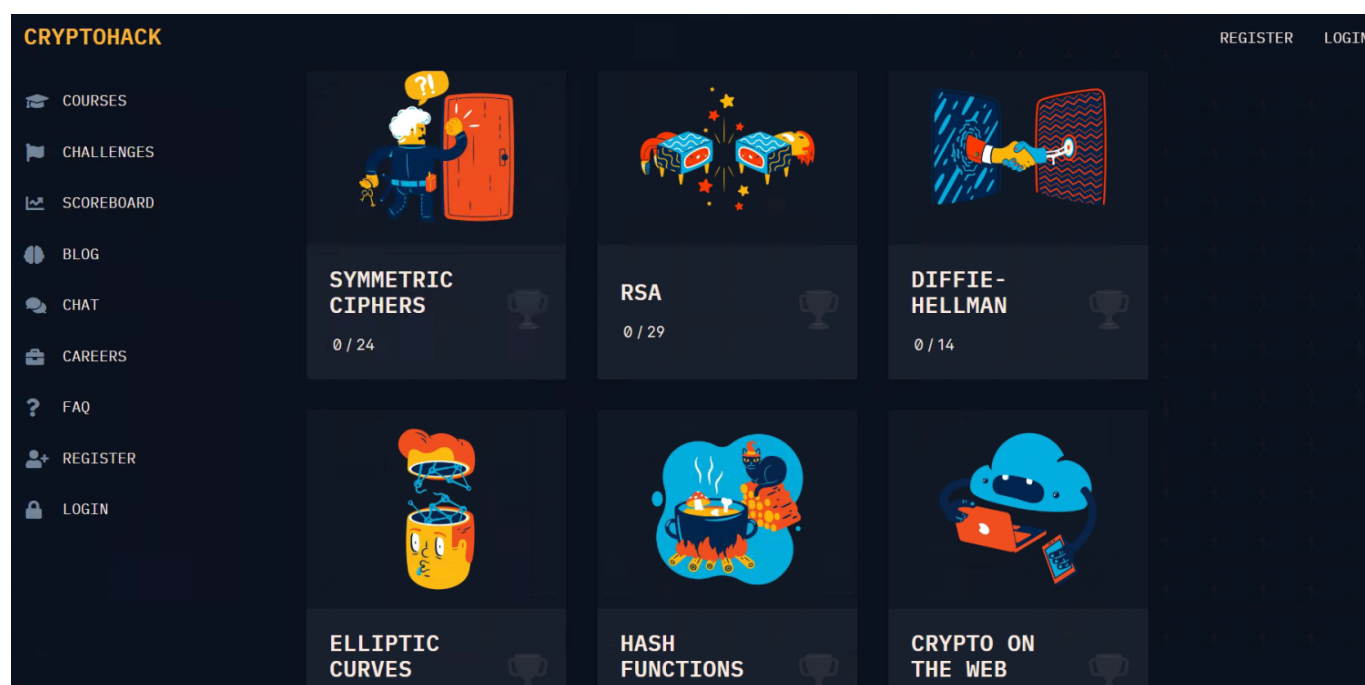 CRYPTOHACK
REGISTER
LOGIN
COURSES
CHALLENGES
SCOREBOARD
BLOG
CHAT
CAREERS
FAQ
REGISTER
LOGIN
?!
SYMMETRIC
CIPHERS
0 / 24
RSA
0 / 29
DIFFIE-
HELLMAN
0 / 14
ELLIPTIC
CURVES
HASH
FUNCTIONS
CRYPTO ON
THE WEB